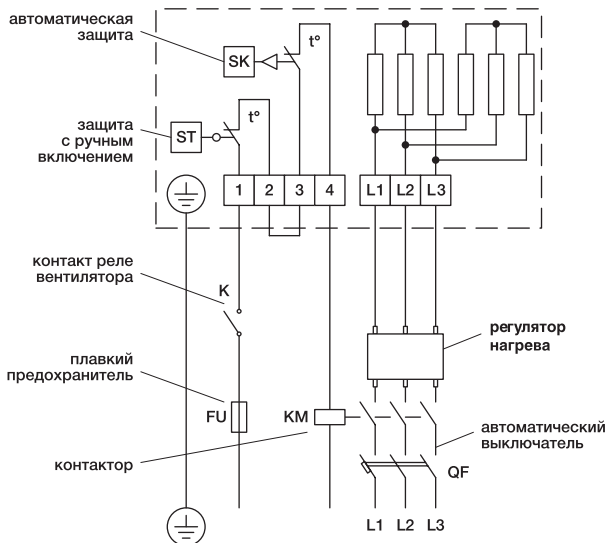 автоматическая
защита
SK
t°
защита
с ручным
включением
ST
t°
1 2 3 4 L1 L2 L3
контакт реле
вентилятора
K
регулятор
нагрева
плавкий
предохранитель
FU
KM
автоматический
выключатель
контактор
QF
L1 L2 L3